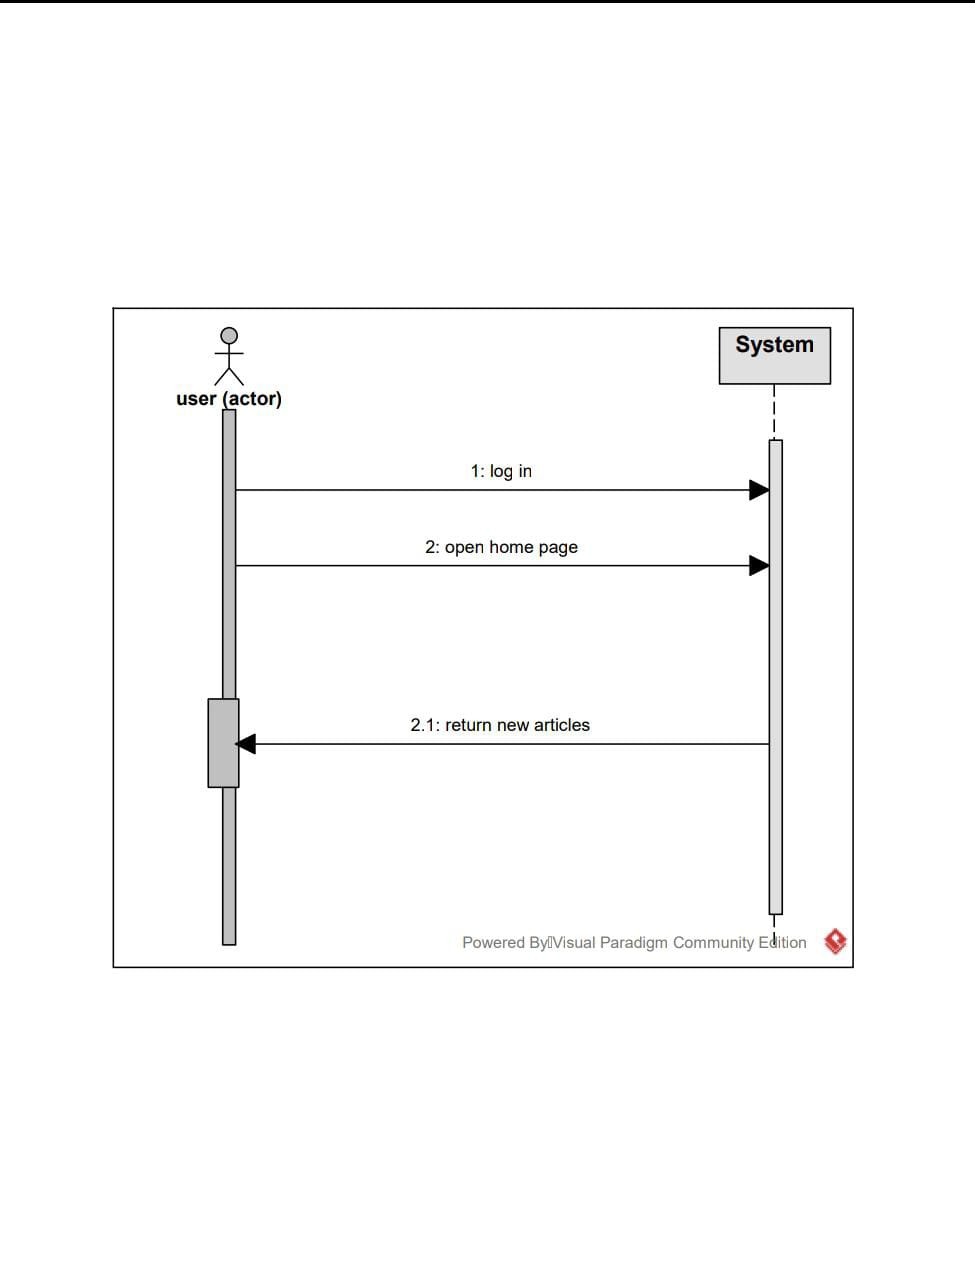 System
user (actor)
1: log in
2: open home page
2.1: return new articles
Powered By Visual Paradigm Community Edition